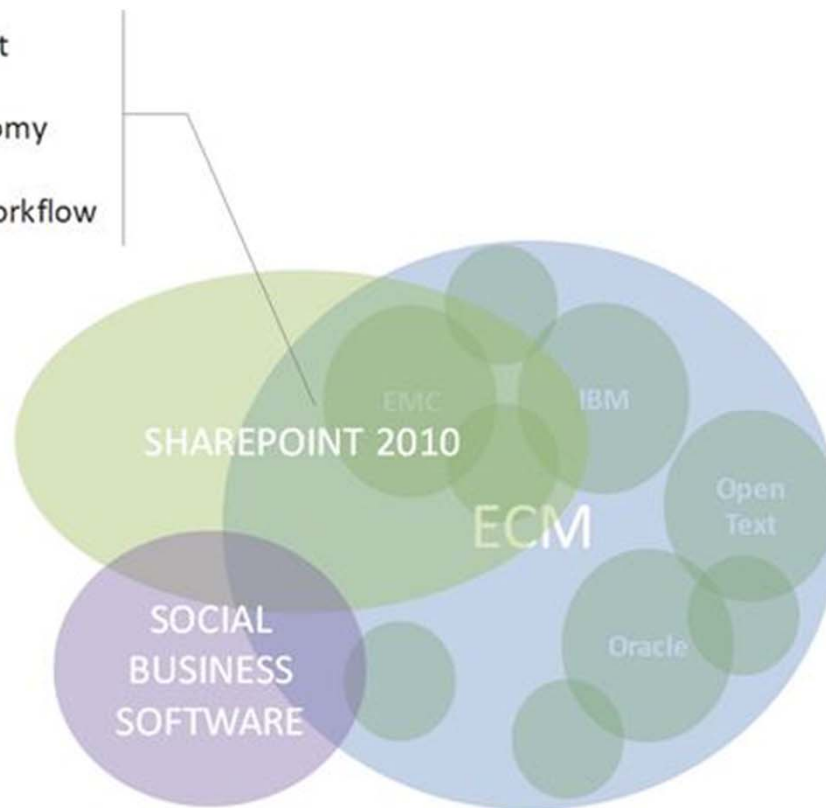 t
omy
orkflow
EMC
IBM
SHAREPOINT 2010
Open
Text
ECM
SOCIAL
BUSINESS
SOFTWARE
Oracle